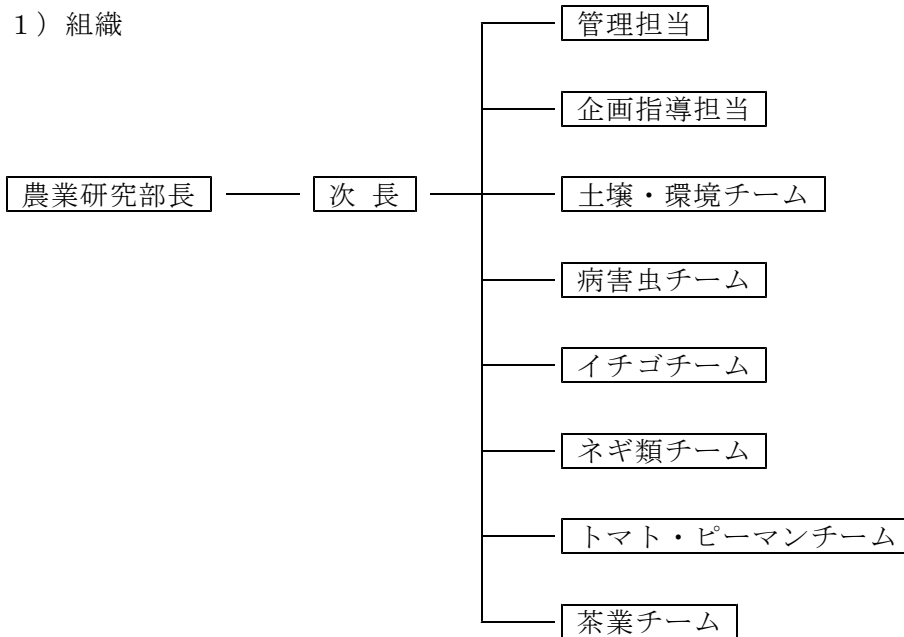 １）組織
管理担当
企画指導担当
農業研究部長
次 長
土壌・環境チーム
病害虫チーム
イチゴチーム
ネギ類チーム
トマト・ピーマンチーム
茶業チーム